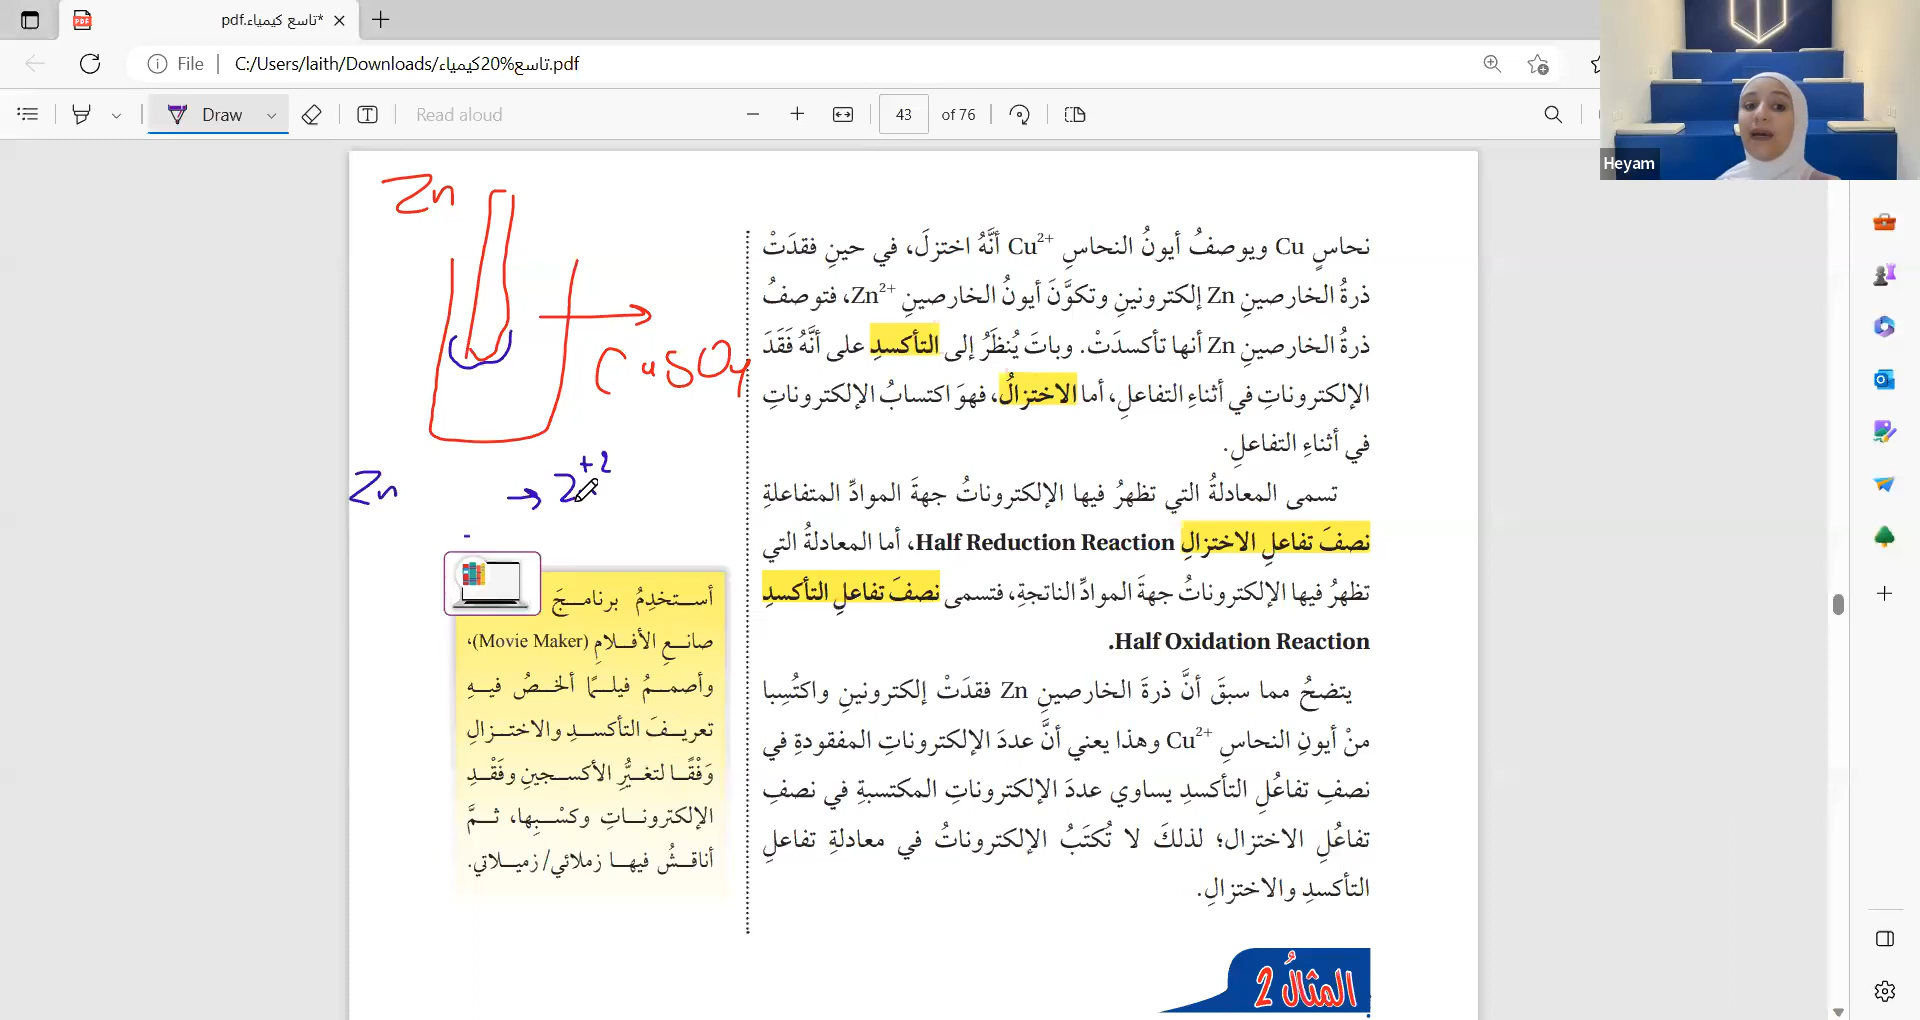 تاسع كيمياء.pdf*
File
C:/Users/laith/Downloads/تاسع%20كيمياء.pdf
Draw
Read aloud
43
of 76
Heyam
Zn
CuSO4
Zn → Zn+2
نحاسٍ Cu ويوصفُ أيونُ النحاسِ Cu2+ أنَّهُ اختزلَ، في حينِ فقدَتْ
ذرةُ الخارصينِ Zn إلكترونينِ وتكوَّنَ أيونُ الخارصينِ Zn2+، فتوصفُ
ذرةُ الخارصينِ Zn أنها تأكسدَتْ. وباتَ يُنظَرُ إلى التأكسدِ على أنَّهُ فَقَدَ
الإلكتروناتِ في أثناءِ التفاعلِ، أما الاختزالُ، فهوَ اكتسابُ الإلكتروناتِ
في أثناءِ التفاعلِ.
تسمى المعادلةُ التي تظهرُ فيها الإلكتروناتُ جهةَ الموادِّ المتفاعلةِ
نصفَ تفاعلِ الاختزالِ Half Reduction Reaction، أما المعادلةُ التي
تظهرُ فيها الإلكتروناتُ جهةَ الموادِّ الناتجةِ، فتسمى نصفَ تفاعلِ التأكسدِ
Half Oxidation Reaction.
يتضحُ مما سبقَ أنَّ ذرةَ الخارصينِ Zn فقدَتْ إلكترونينِ واكتُسِبا
منْ أيونِ النحاسِ Cu2+ وهذا يعني أنَّ عددَ الإلكتروناتِ المفقودةِ في
نصفِ تفاعُلِ التأكسدِ يساوي عددَ الإلكتروناتِ المكتسبةِ في نصفِ
تفاعُلِ الاختزال؛ لذلكَ لا تُكتَبُ الإلكتروناتُ في معادلةِ تفاعلِ
التأكسدِ والاختزالِ.
أستخدِمُ برنامجَ
صانعِ الأفلامِ (Movie Maker)،
وأصممُ فيلمًا ألخصُ فيهِ
تعريفَ التأكسدِ والاختزالِ
وَفْقًا لتغيُّرِ الأكسجينِ وفَقْدِ
الإلكتروناتِ وكسْبِها، ثمَّ
أناقشُ فيها زملائي/ زميلاتي.
المثالُ 2